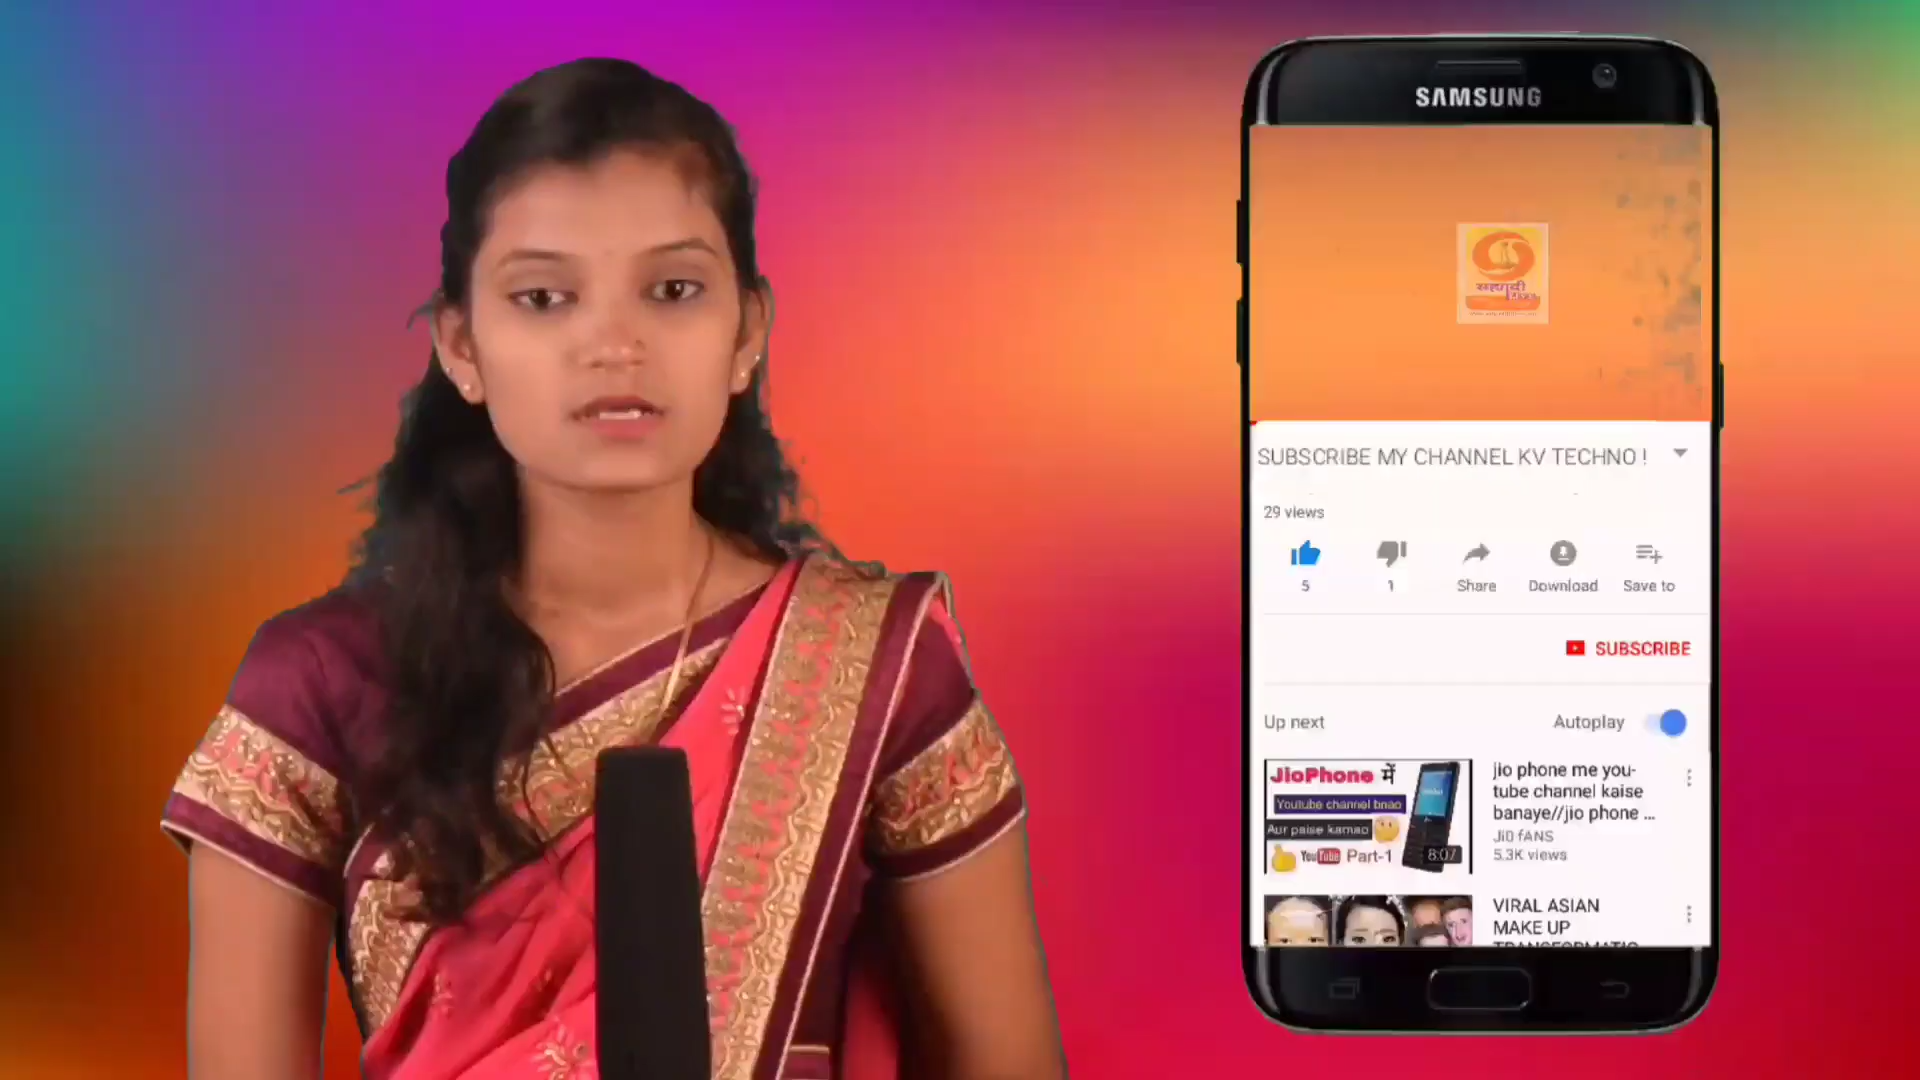 SAMSUNG
सह्याद्री
SUBSCRIBE MY CHANNEL KV TECHNO !
29 views
5
1
Share
Download
Save to
SUBSCRIBE
Up next
Autoplay
JioPhone में
Youtube channel bnao
Aur paise kamao
YouTube Part-1
8:07
jio phone me you-
tube channel kaise
banaye//jio phone ...
JiO fANS
5.3K views
VIRAL ASIAN
MAKE UP